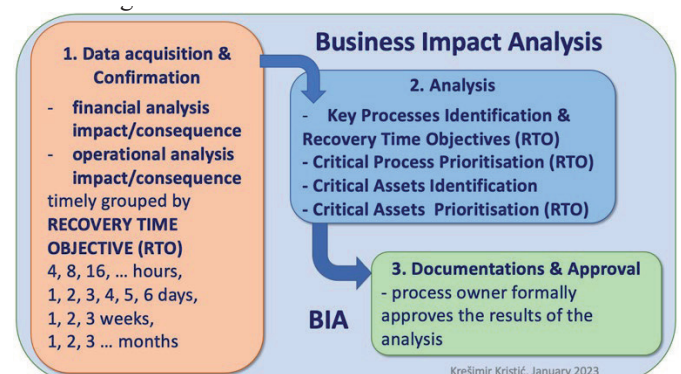 Business Impact Analysis
1. Data acquisition &
Confirmation
- financial analysis
impact/consequence
- operational analysis
impact/consequence
timely grouped by
RECOVERY TIME
OBJECTIVE (RTO)
4, 8, 16, … hours,
1, 2, 3, 4, 5, 6 days,
1, 2, 3 weeks,
1, 2, 3 … months
2. Analysis
- Key Processes Identification &
Recovery Time Objectives (RTO)
- Critical Process Prioritisation (RTO)
- Critical Assets Identification
- Critical Assets Prioritisation (RTO)
3. Documentations & Approval
- process owner formally
approves the results of the
analysis
BIA
Krešimir Kristić, January 2023